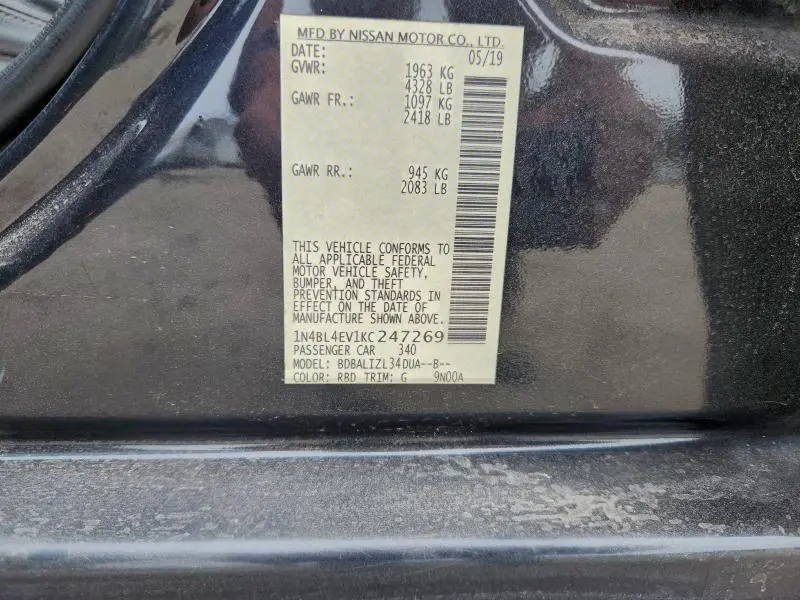 MFD BY NISSAN MOTOR CO., LTD.
DATE: 05/19
GVWR: 1963 KG
4328 LB
GAWR FR.: 1097 KG
2418 LB
GAWR RR.: 945 KG
2083 LB
THIS VEHICLE CONFORMS TO
ALL APPLICABLE FEDERAL
MOTOR VEHICLE SAFETY,
BUMPER, AND THEFT
PREVENTION STANDARDS IN
EFFECT ON THE DATE OF
MANUFACTURE SHOWN ABOVE.
1N4BL4EV1KC247269
PASSENGER CAR 340
MODEL: BDBALIZL34DUA--B--
COLOR: RBD TRIM: G 9N00A